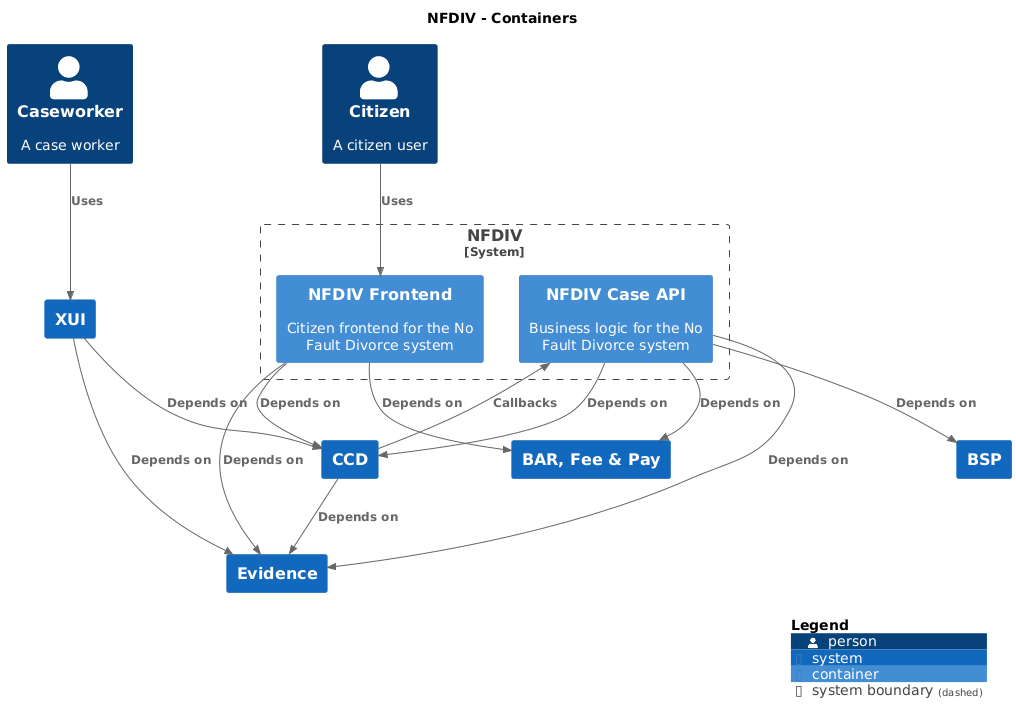 NFDIV - Containers
Caseworker
A case worker
Citizen
A citizen user
Uses
Uses
NFDIV
[System]
NFDIV Frontend
Citizen frontend for the No
Fault Divorce system
NFDIV Case API
Business logic for the No
Fault Divorce system
XUI
Depends on
Depends on
Depends on
Callbacks
Depends on
Depends on
Depends on
CCD
BAR, Fee & Pay
BSP
Depends on
Depends on
Depends on
Depends on
Evidence
Legend
person
system
container
system boundary (dashed)